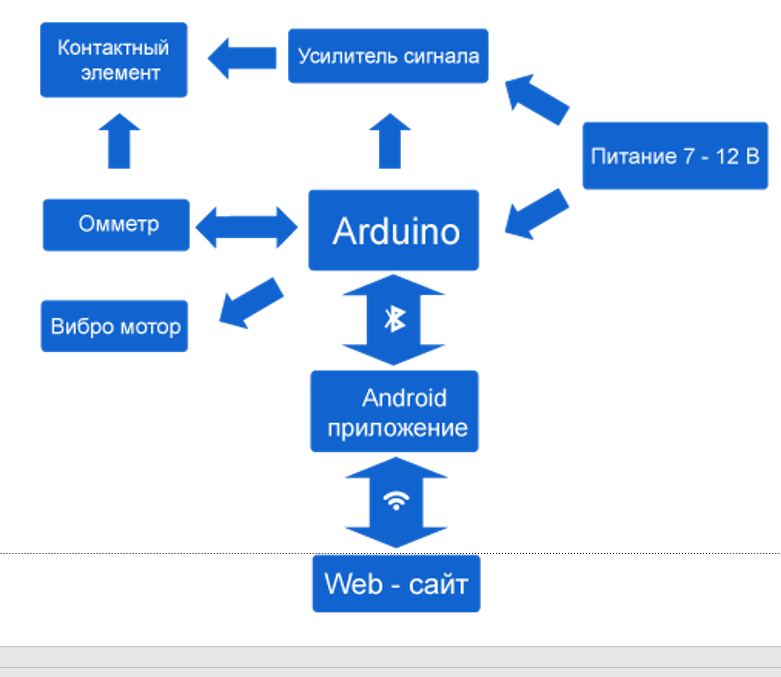 Контактный
элемент
Усилитель сигнала
Питание 7 - 12 В
Омметр
Arduino
Вибро мотор
Android
приложение
Web - сайт